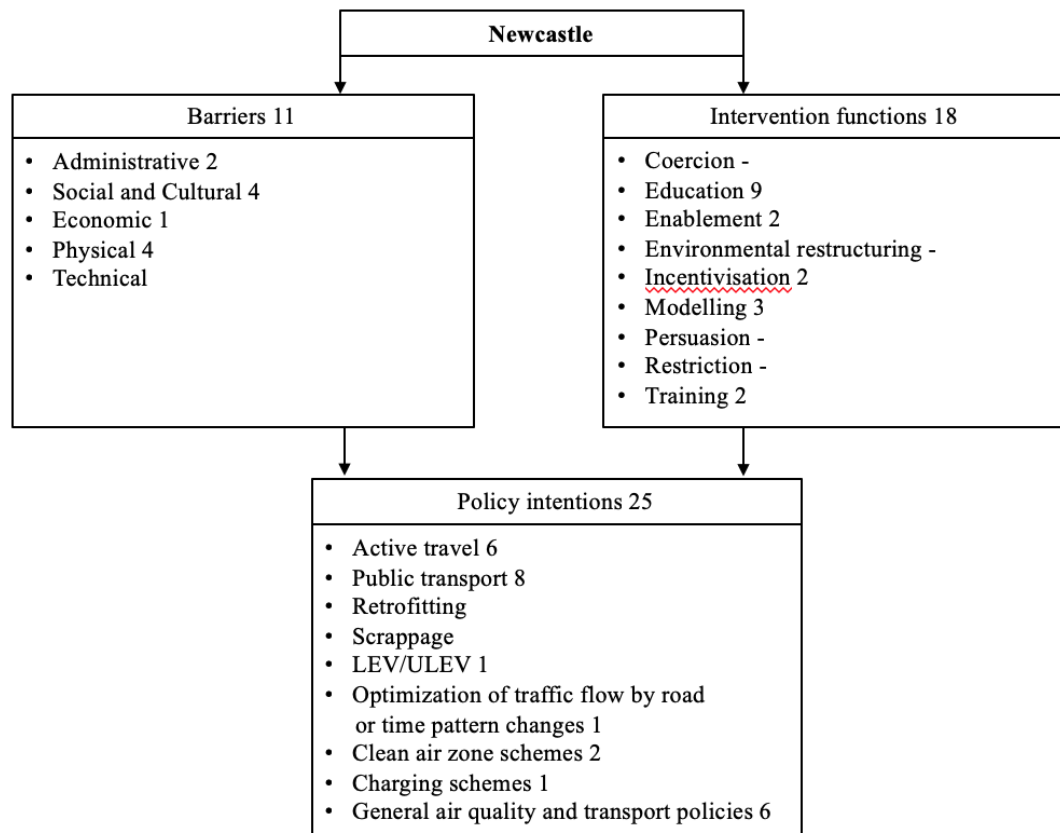 Newcastle
Barriers 11
• Administrative 2
• Social and Cultural 4
• Economic 1
• Physical 4
• Technical
Intervention functions 18
• Coercion -
• Education 9
• Enablement 2
• Environmental restructuring -
• Incentivisation 2
• Modelling 3
• Persuasion -
• Restriction -
• Training 2
Policy intentions 25
• Active travel 6
• Public transport 8
• Retrofitting
• Scrappage
• LEV/ULEV 1
• Optimization of traffic flow by road
or time pattern changes 1
• Clean air zone schemes 2
• Charging schemes 1
• General air quality and transport policies 6